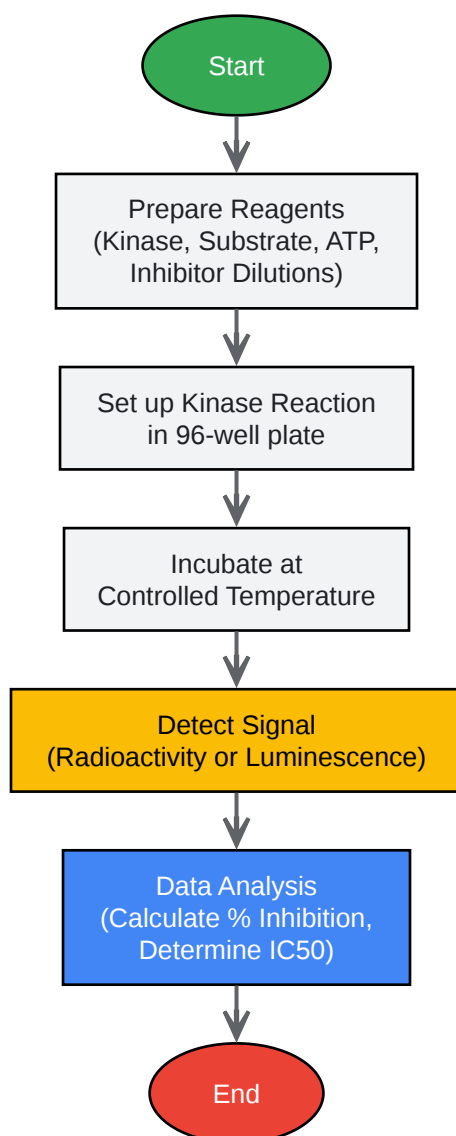 Start
Prepare Reagents
(Kinase, Substrate, ATP,
Inhibitor Dilutions)
Set up Kinase Reaction
in 96-well plate
Incubate at
Controlled Temperature
Detect Signal
(Radioactivity or Luminescence)
Data Analysis
(Calculate % Inhibition,
Determine IC50)
End